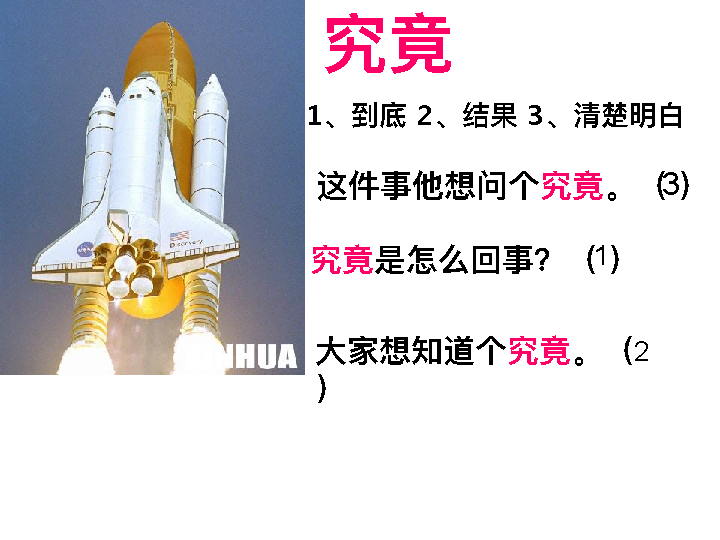 究竟
1、到底 2、结果 3、清楚明白
这件事他想问个究竟。 (3)
究竟是怎么回事? (1)
NASA
Discovery
大家想知道个究竟。 (2
)